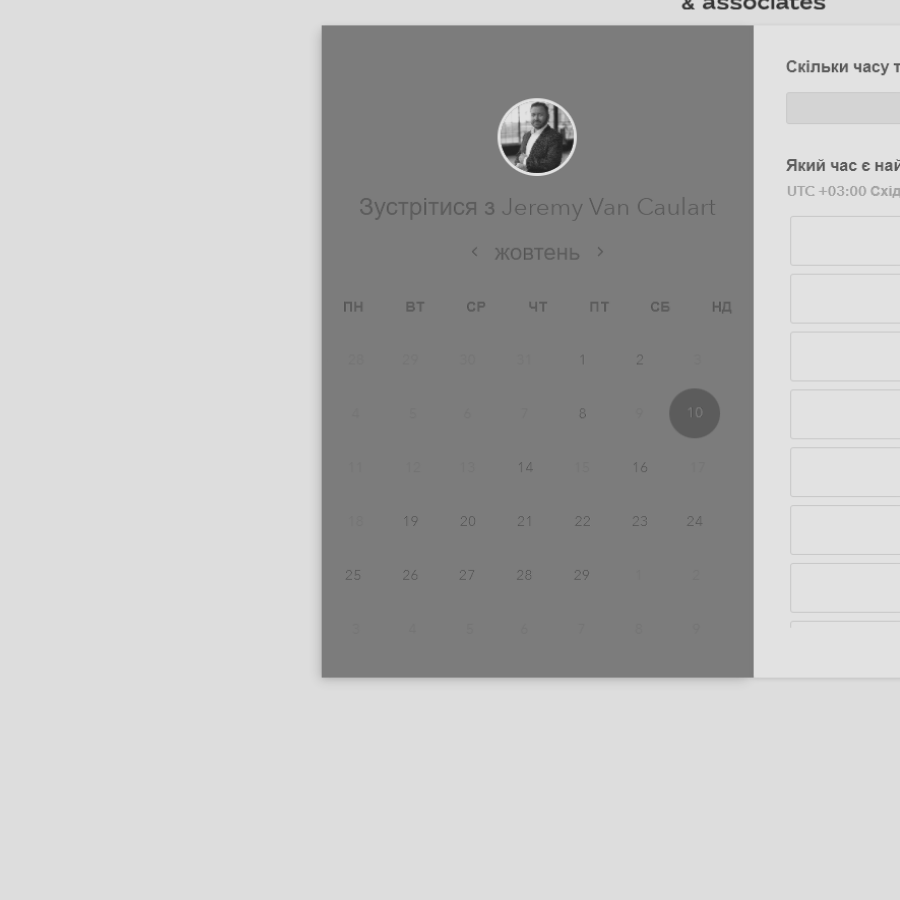 & associates
Скільки часу т
Зустрітися з Jeremy Van Caulart
жовтень
ПН ВТ СР ЧТ ПТ СБ НД
28 29 30 31 1 2 3
4 5 6 7 8 9 10
11 12 13 14 15 16 17
18 19 20 21 22 23 24
25 26 27 28 29 1 2
3 4 5 6 7 8 9
Який час є най
UTC +03:00 Схід